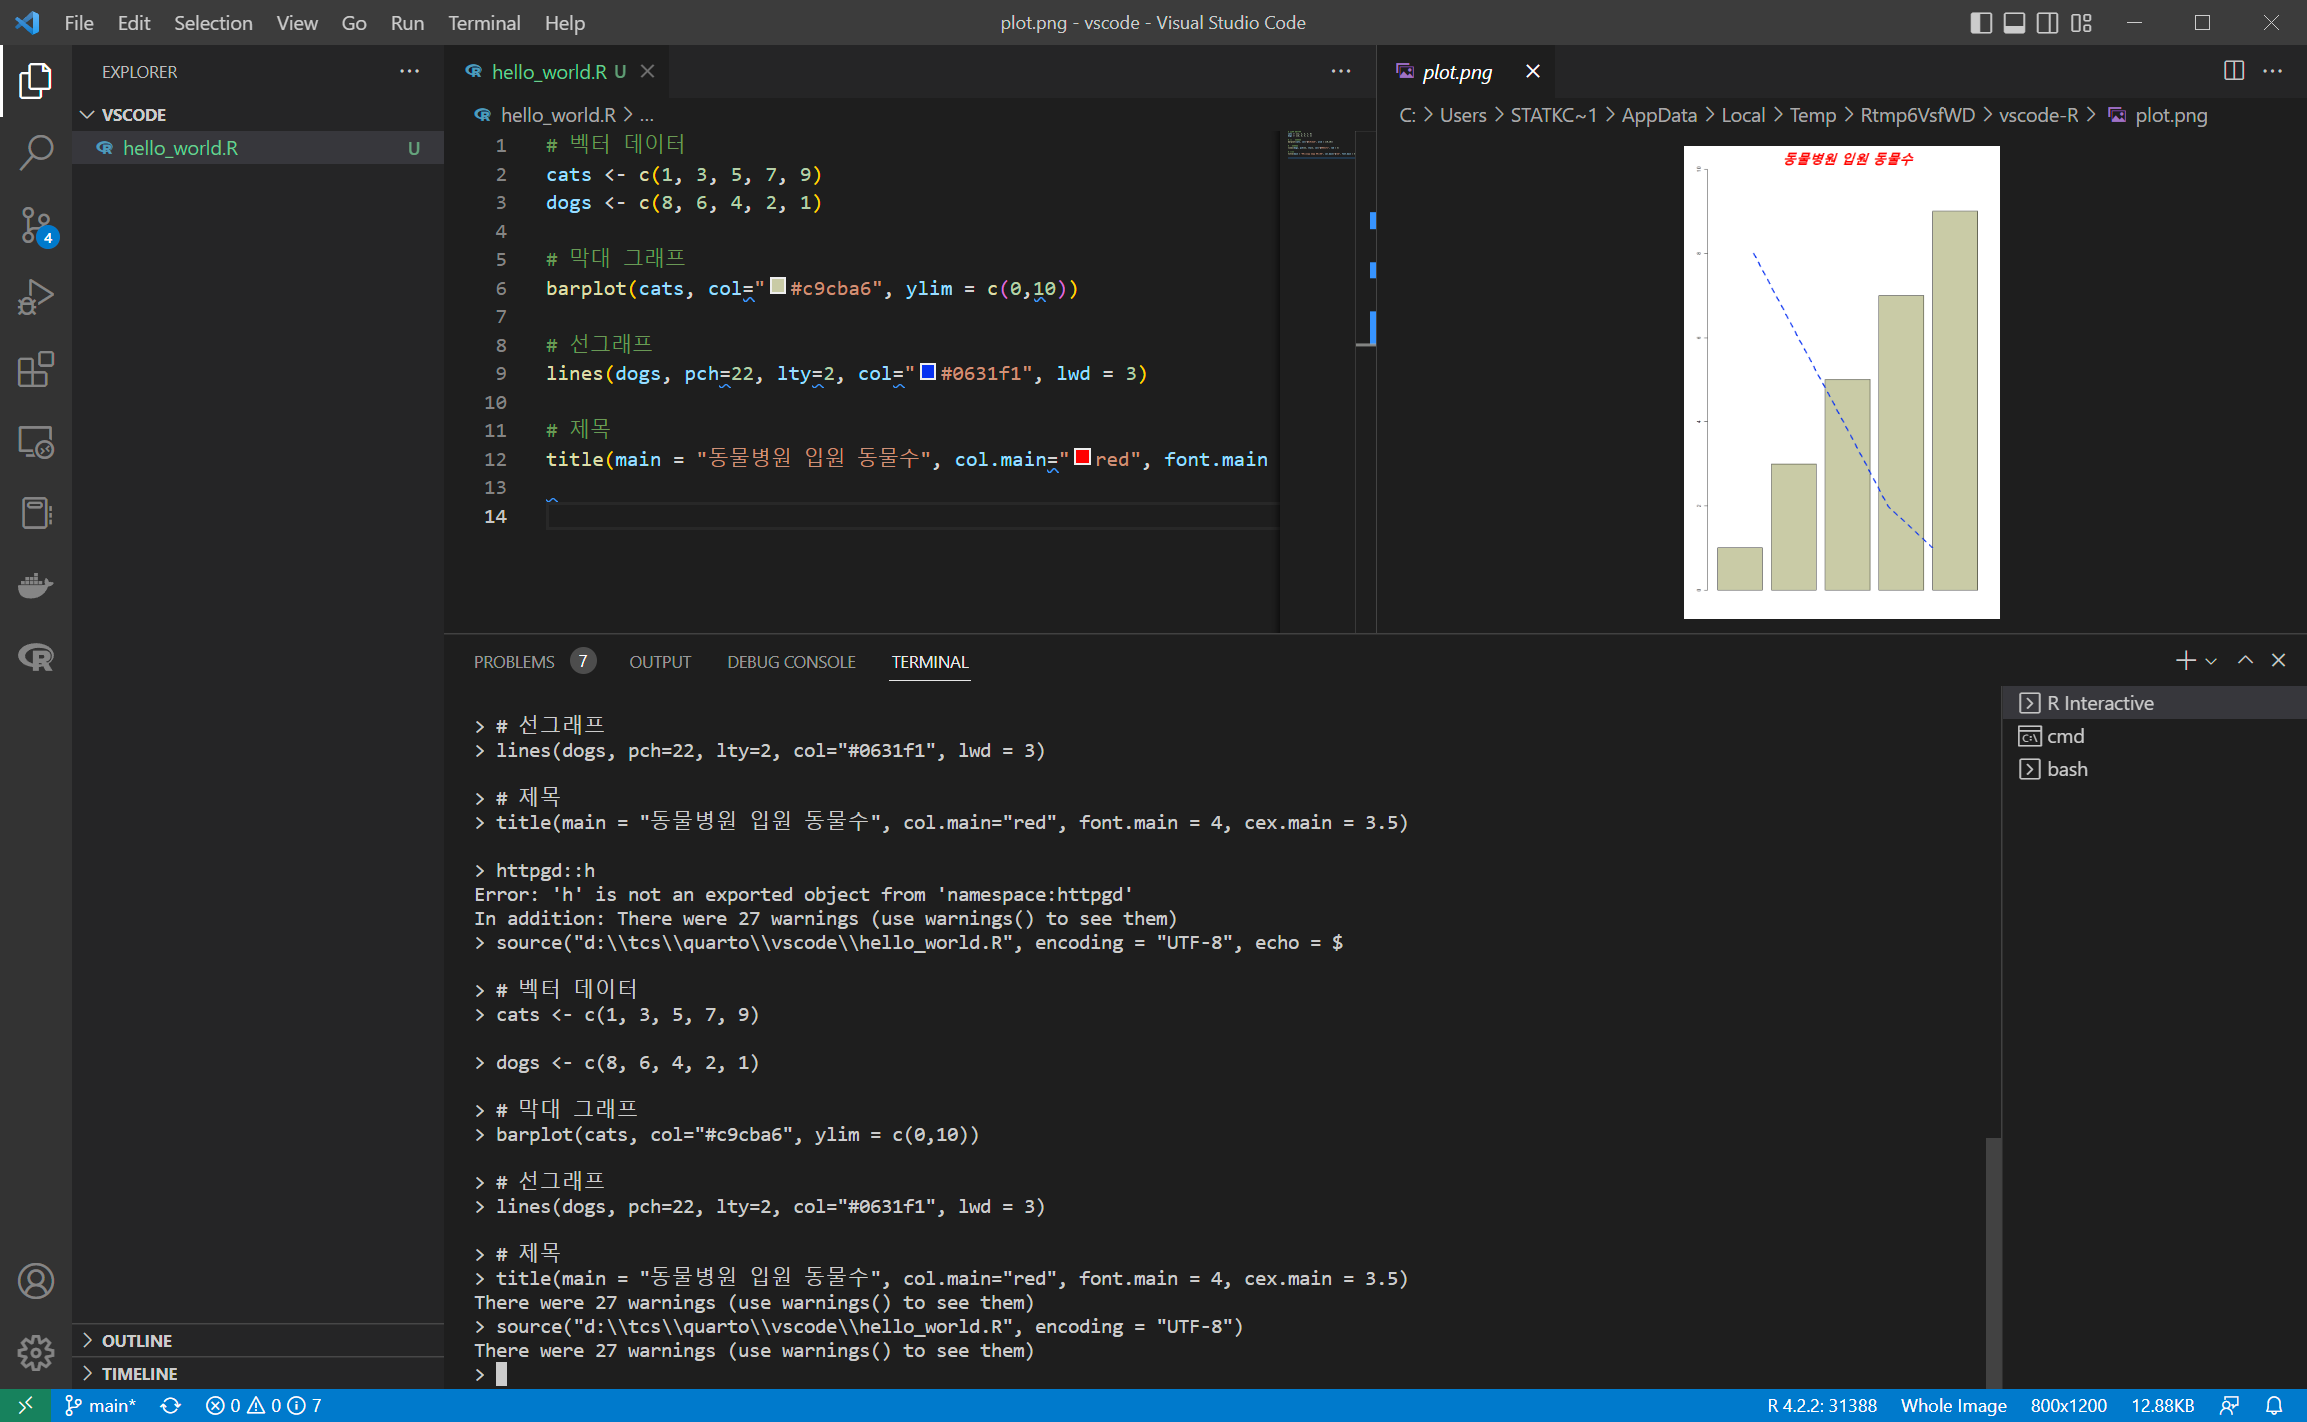 File Edit Selection View Go Run Terminal Help
plot.png - vscode - Visual Studio Code
EXPLORER
VSCODE
hello_world.R U
4
OUTLINE
TIMELINE
hello_world.R U
hello_world.R > ...
1 # 벡터 데이터
2 cats <- c(1, 3, 5, 7, 9)
3 dogs <- c(8, 6, 4, 2, 1)
4
5 # 막대 그래프
6 barplot(cats, col="#c9cba6", ylim = c(0,10))
7
8 # 선그래프
9 lines(dogs, pch=22, lty=2, col="#0631f1", lwd = 3)
10
11 # 제목
12 title(main = "동물병원 입원 동물수", col.main="red", font.main
13
14
plot.png
C: > Users > STATKC~1 > AppData > Local > Temp > Rtmp6VsfWD > vscode-R > plot.png
동물병원 입원 동물수
10
8
6
4
2
0
PROBLEMS 7 OUTPUT DEBUG CONSOLE TERMINAL
> # 선그래프
> lines(dogs, pch=22, lty=2, col="#0631f1", lwd = 3)
> # 제목
> title(main = "동물병원 입원 동물수", col.main="red", font.main = 4, cex.main = 3.5)
> httpgd::h
Error: 'h' is not an exported object from 'namespace:httpgd'
In addition: There were 27 warnings (use warnings() to see them)
> source("d:\\tcs\\quarto\\vscode\\hello_world.R", encoding = "UTF-8", echo = $
> # 벡터 데이터
> cats <- c(1, 3, 5, 7, 9)
> dogs <- c(8, 6, 4, 2, 1)
> # 막대 그래프
> barplot(cats, col="#c9cba6", ylim = c(0,10))
> # 선그래프
> lines(dogs, pch=22, lty=2, col="#0631f1", lwd = 3)
> # 제목
> title(main = "동물병원 입원 동물수", col.main="red", font.main = 4, cex.main = 3.5)
There were 27 warnings (use warnings() to see them)
> source("d:\\tcs\\quarto\\vscode\\hello_world.R", encoding = "UTF-8")
There were 27 warnings (use warnings() to see them)
>
R Interactive
cmd
bash
main* 0 0 7
R 4.2.2: 31388 Whole Image 800x1200 12.88KB